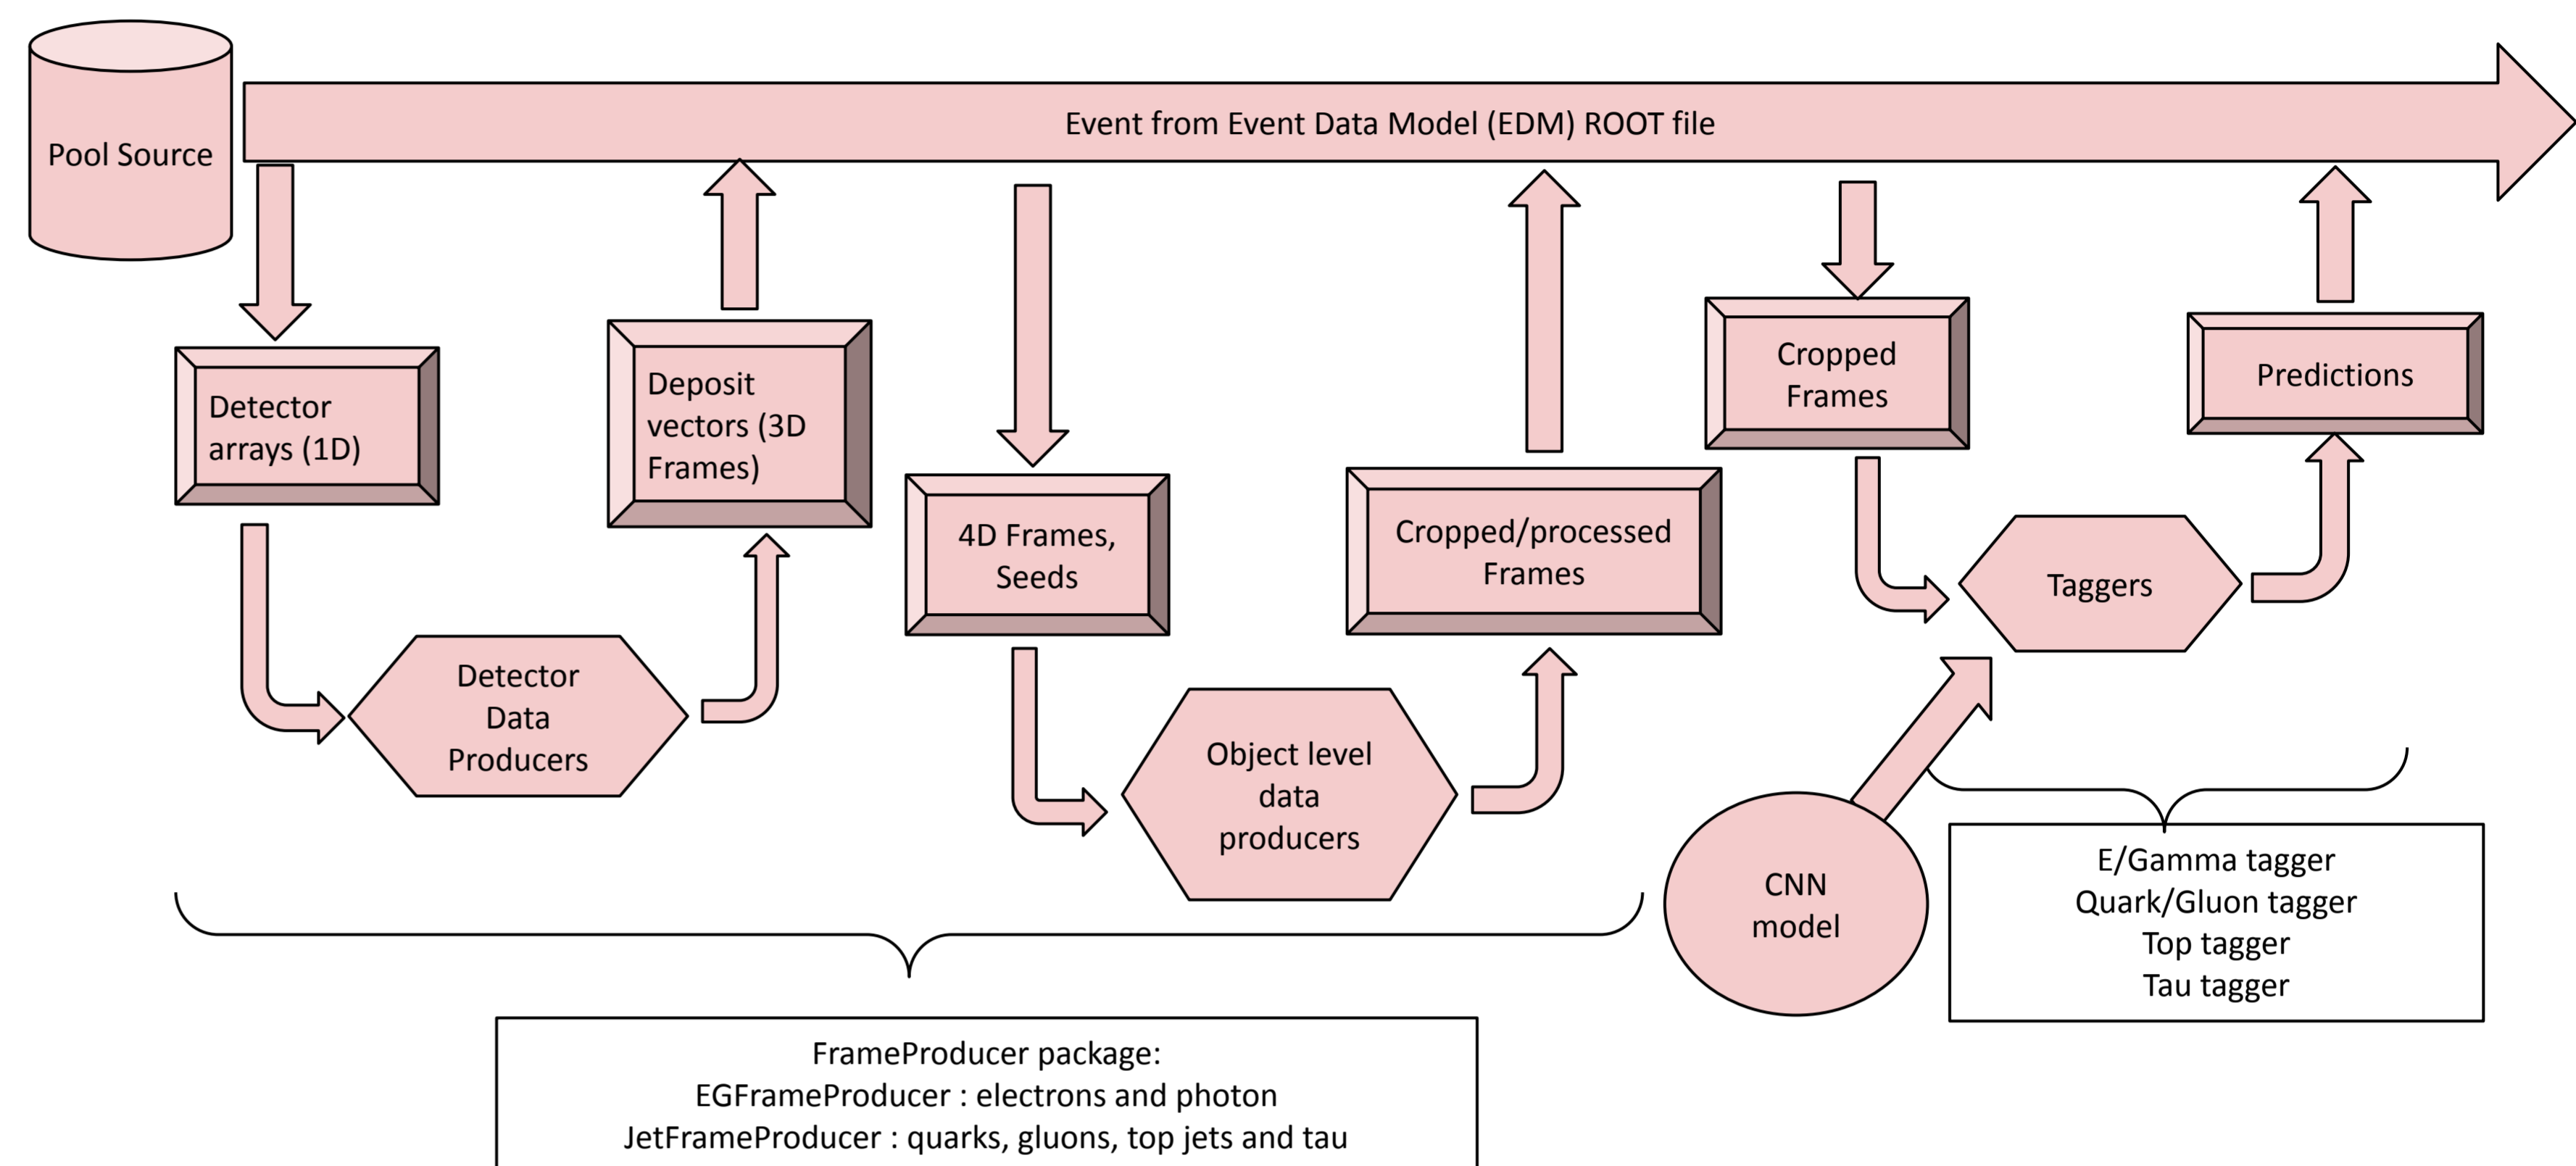 Pool Source
Event from Event Data Model (EDM) ROOT file
Detector
arrays (1D)
Deposit
vectors (3D
Frames)
4D Frames,
Seeds
Cropped/processed
Frames
Cropped
Frames
Predictions
Detector
Data
Producers
Object level
data
producers
Taggers
CNN
model
E/Gamma tagger
Quark/Gluon tagger
Top tagger
Tau tagger
FrameProducer package:
EGFrameProducer : electrons and photon
JetFrameProducer : quarks, gluons, top jets and tau